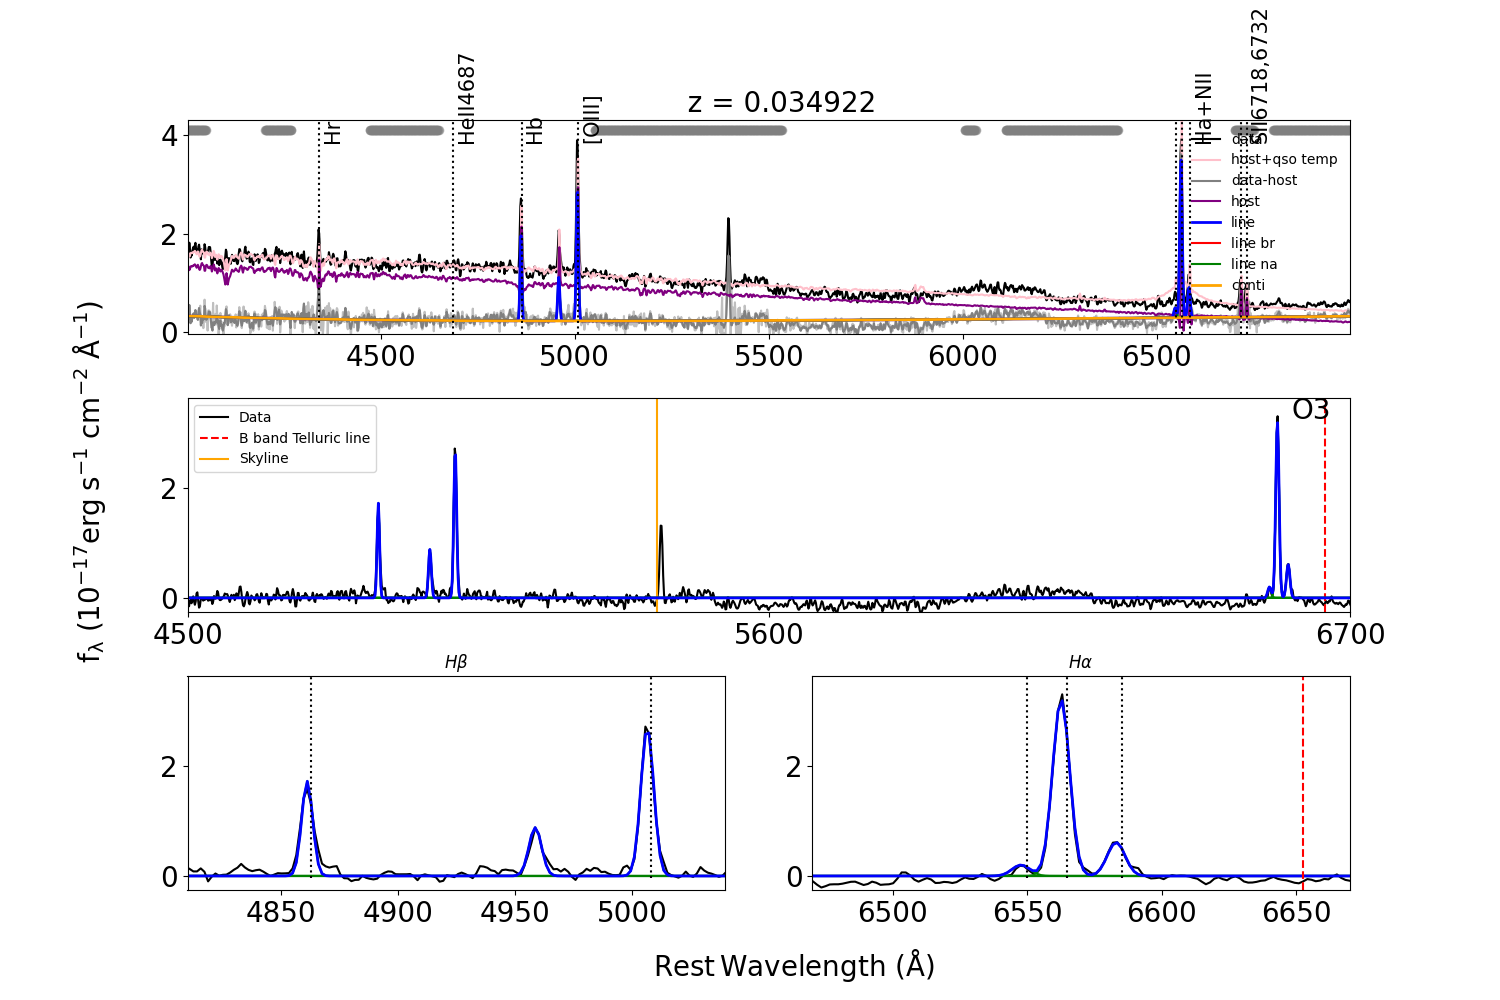 z = 0.034922
Hr
HeII4687
Hb
[OIII]
Ha+NII
SII6718,6732
data
host+qso temp
data-host
host
line
line br
line na
conti
4
2
0
4500 5000 5500 6000 6500
Data
B band Telluric line
Skyline
O3
2
0
4500 5600 6700
fλ (10⁻¹⁷erg s⁻¹ cm⁻² Å⁻¹)
Hβ
Hα
2
0
4850 4900 4950 5000
2
0
6500 6550 6600 6650
Rest Wavelength (Å)